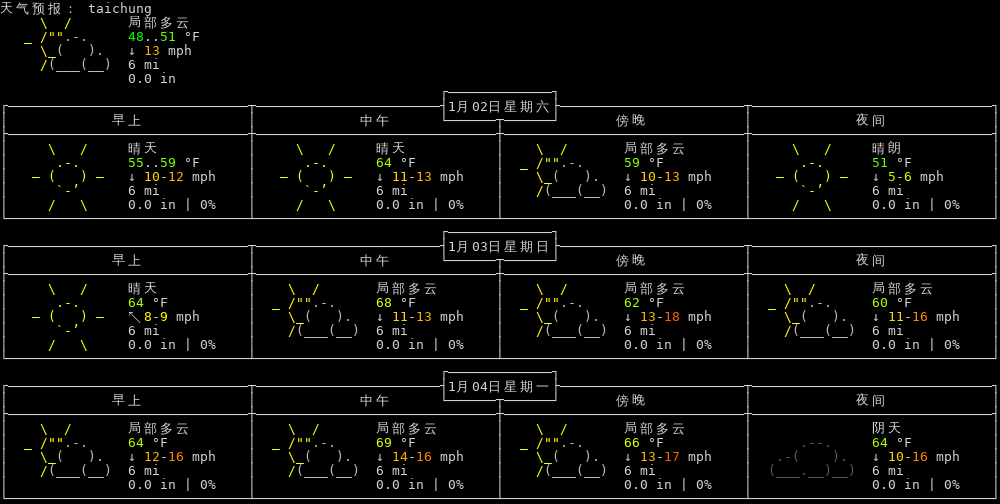 天气预报： taichung
局部多云
48..51 °F
↓ 13 mph
6 mi
0.0 in
1月02日星期六
早上 中午 傍晚 夜间
晴天 晴天 局部多云 晴朗
55..59 °F 64 °F 59 °F 51 °F
↓ 10-12 mph ↓ 11-13 mph ↓ 10-13 mph ↓ 5-6 mph
6 mi 6 mi 6 mi 6 mi
0.0 in | 0% 0.0 in | 0% 0.0 in | 0% 0.0 in | 0%
1月03日星期日
早上 中午 傍晚 夜间
晴天 局部多云 局部多云 局部多云
64 °F 68 °F 62 °F 60 °F
↖ 8-9 mph ↓ 11-13 mph ↓ 13-18 mph ↓ 11-16 mph
6 mi 6 mi 6 mi 6 mi
0.0 in | 0% 0.0 in | 0% 0.0 in | 0% 0.0 in | 0%
1月04日星期一
早上 中午 傍晚 夜间
局部多云 局部多云 局部多云 阴天
64 °F 69 °F 66 °F 64 °F
↓ 12-16 mph ↓ 14-16 mph ↓ 13-17 mph ↓ 10-16 mph
6 mi 6 mi 6 mi 6 mi
0.0 in | 0% 0.0 in | 0% 0.0 in | 0% 0.0 in | 0%